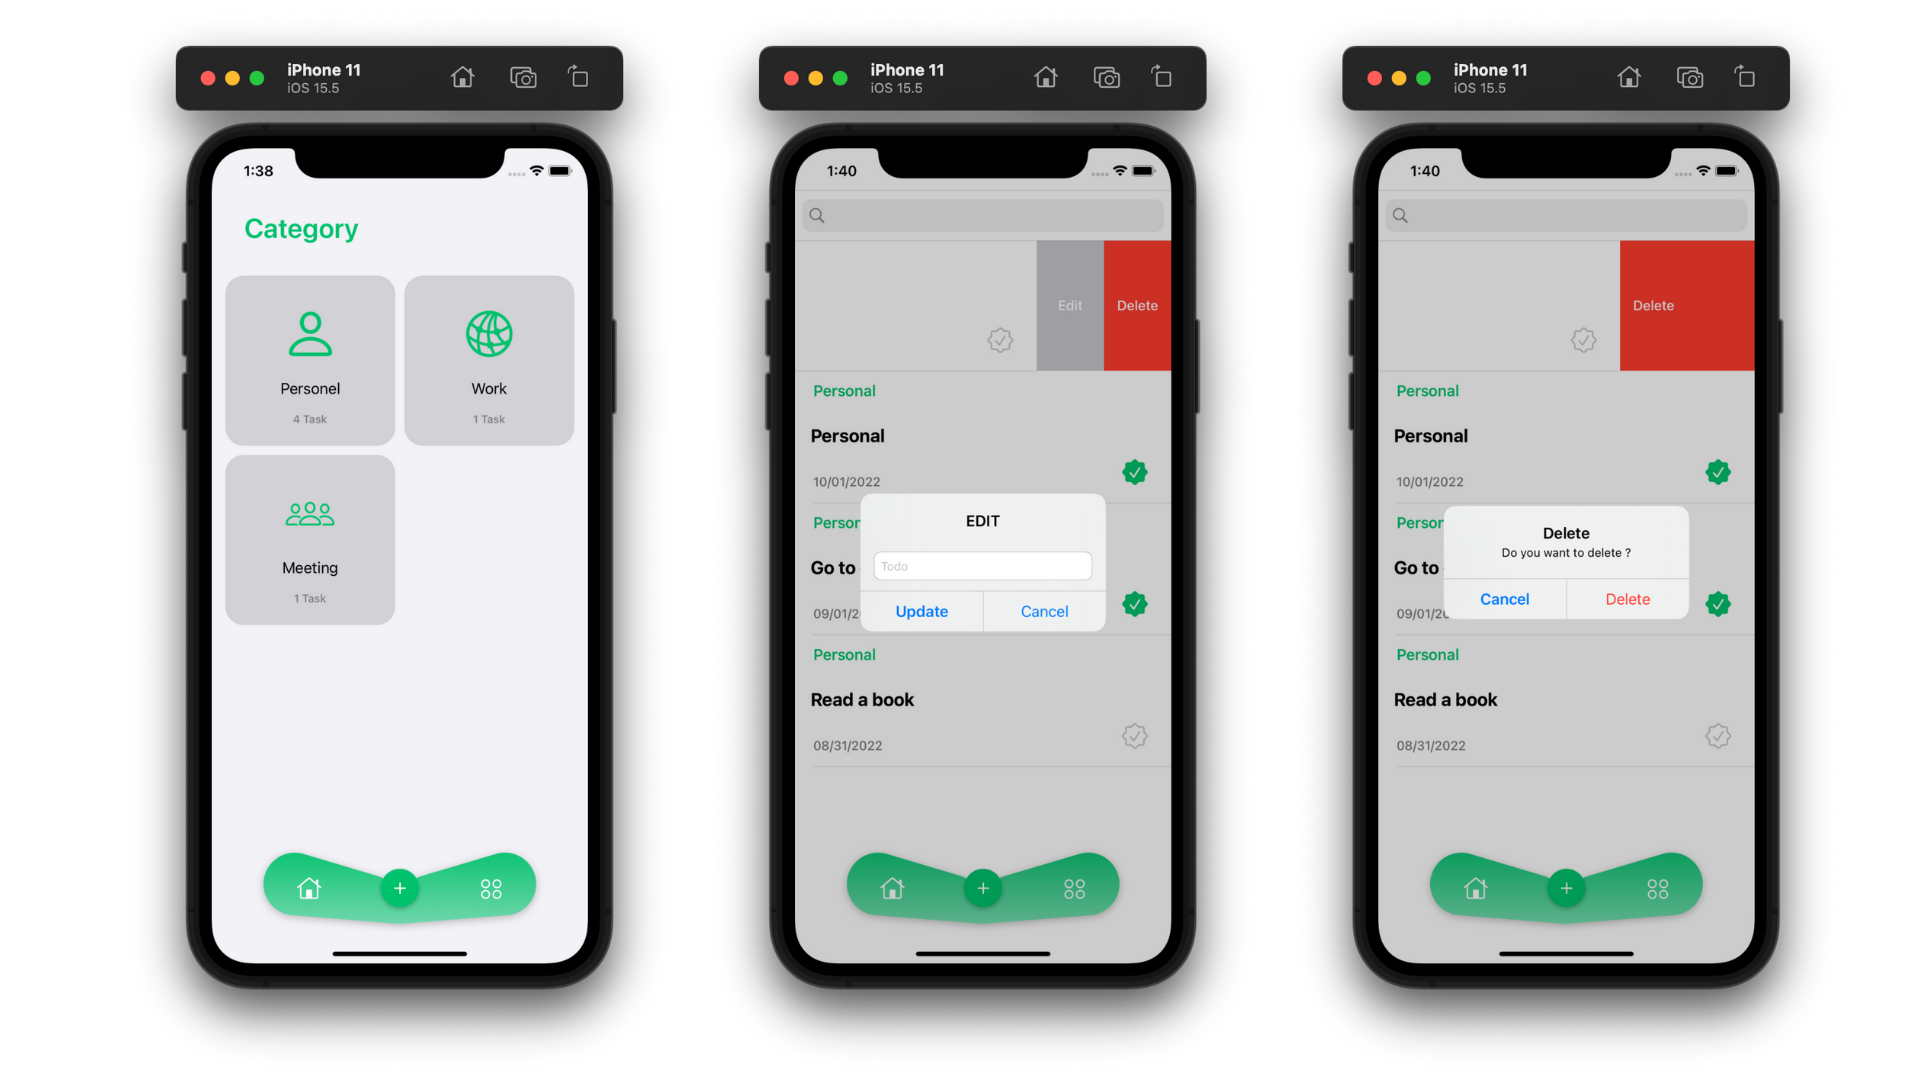 iPhone 11
iOS 15.5
1:38
Category
Personel
4 Task
Work
1 Task
Meeting
1 Task
iPhone 11
iOS 15.5
1:40
Edit
Delete
Personal
Personal
10/01/2022
Person
EDIT
Todo
Go to
09/01/2
Update
Cancel
Personal
Read a book
08/31/2022
iPhone 11
iOS 15.5
1:40
Delete
Personal
Personal
10/01/2022
Person
Delete
Do you want to delete ?
Go to
09/01/20
Cancel
Delete
Personal
Read a book
08/31/2022